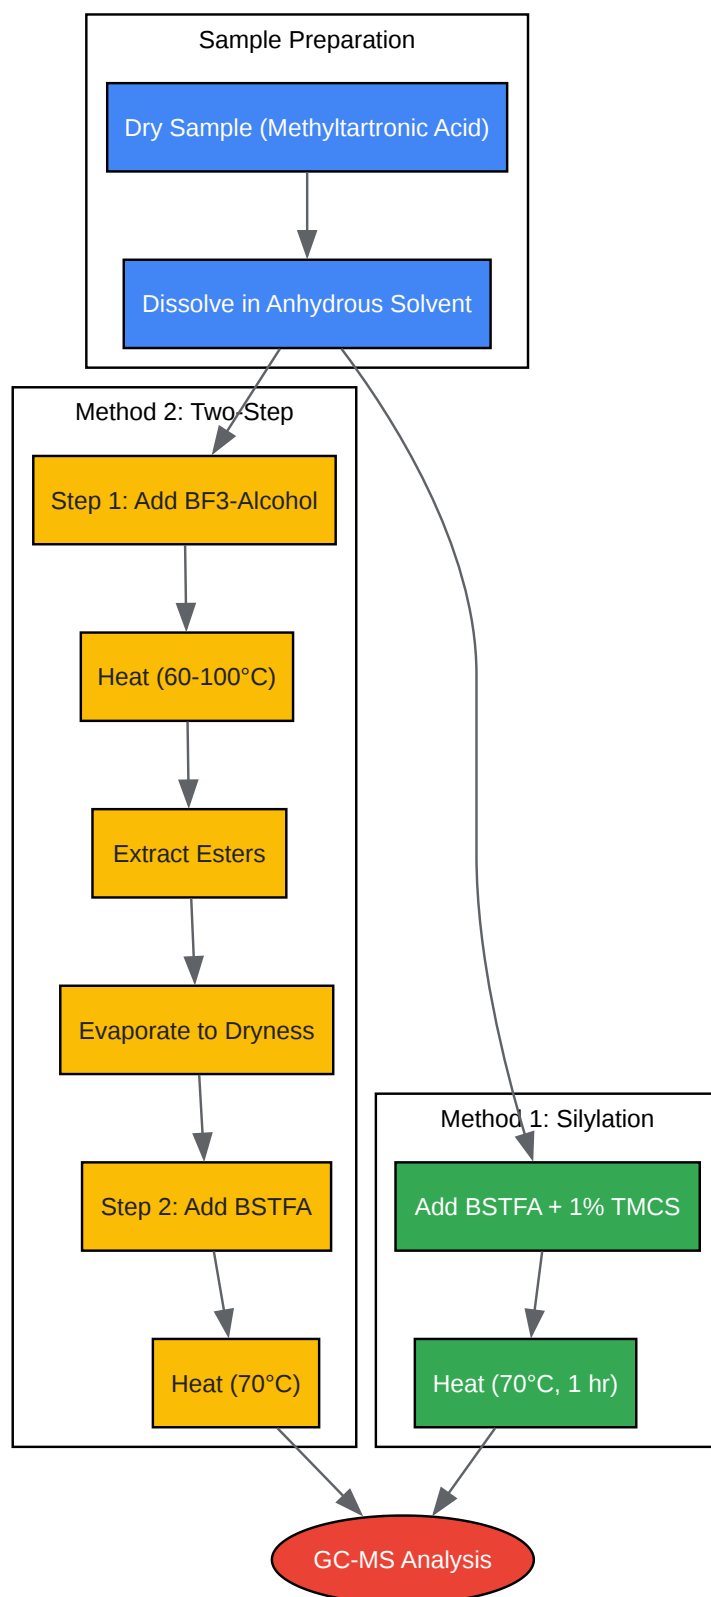 Sample Preparation
Dry Sample (Methyltartronic Acid)
Dissolve in Anhydrous Solvent
Method 2: Two-Step
Step 1: Add BF3-Alcohol
Heat (60-100°C)
Extract Esters
Evaporate to Dryness
Step 2: Add BSTFA
Heat (70°C)
Method 1: Silylation
Add BSTFA + 1% TMCS
Heat (70°C, 1 hr)
GC-MS Analysis